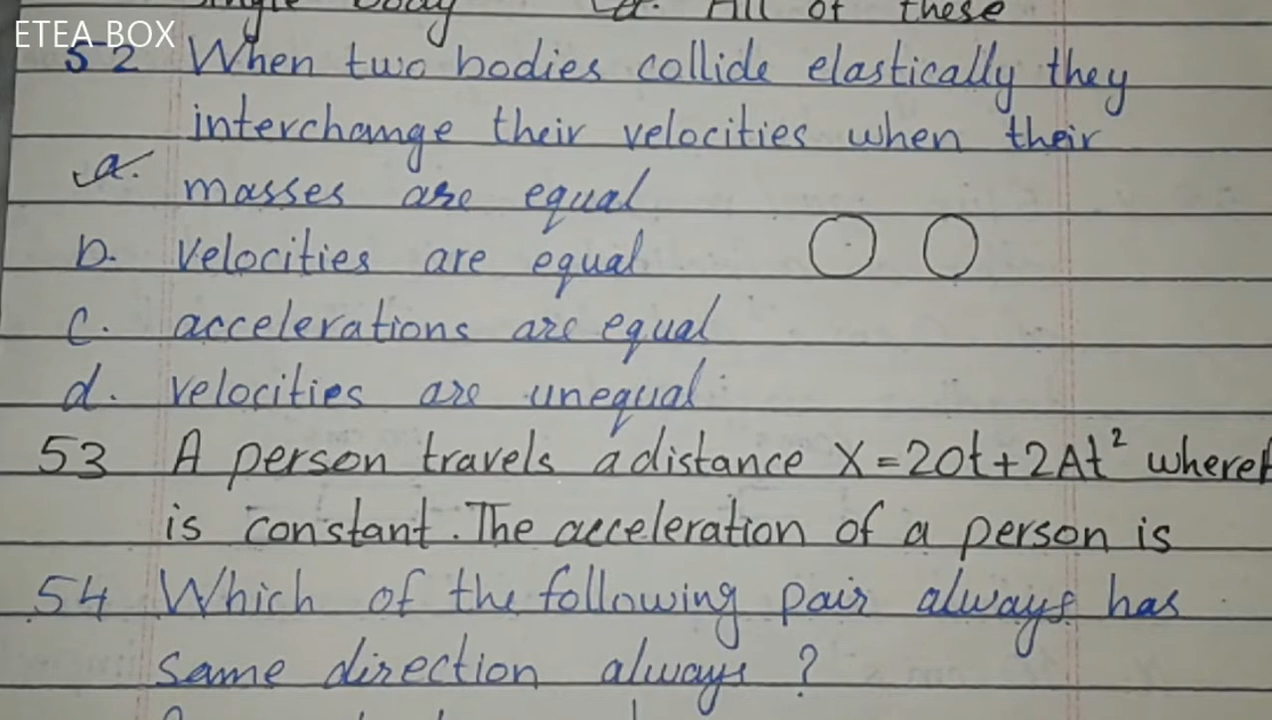 ngle body d. All of these
ETEA BOX
52 When two bodies collide elastically they
interchange their velocities when their
a. masses are equal
b. velocities are equal
c. accelerations are equal
d. velocities are unequal
53 A person travels a distance X=20t+2At² where
is constant. The acceleration of a person is
54 Which of the following pair always has
same direction always ?